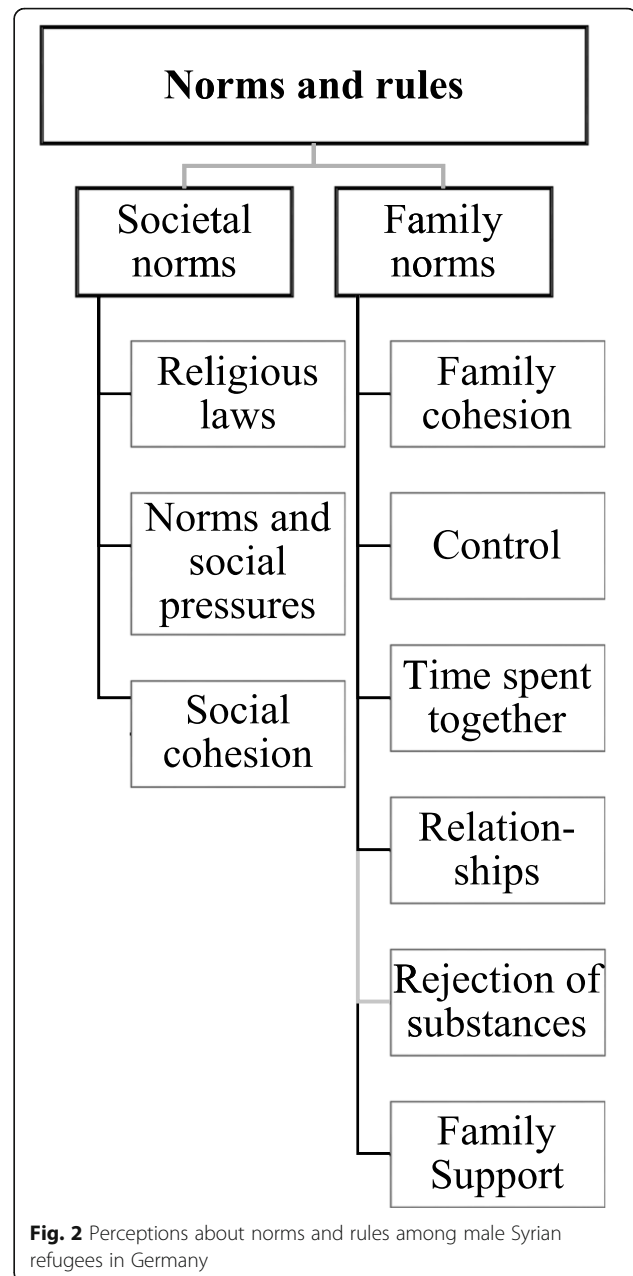 Norms and rules
Societal
norms
Religious
laws
Norms and
social
pressures
Social
cohesion
Family
norms
Family
cohesion
Control
Time spent
together
Relation-
ships
Rejection of
substances
Family
Support
Fig. 2 Perceptions about norms and rules among male Syrian
refugees in Germany